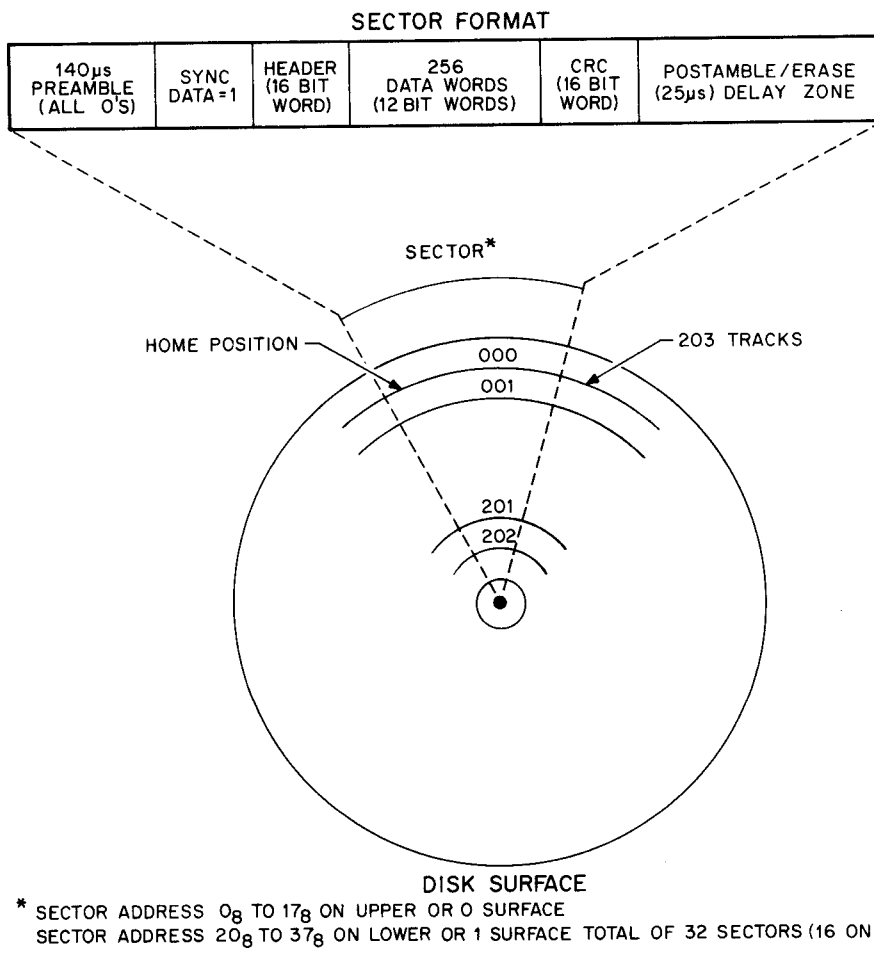 SECTOR FORMAT
140µs
PREAMBLE
(ALL O'S)
SYNC
DATA=1
HEADER
(16 BIT
WORD)
256
DATA WORDS
(12 BIT WORDS)
CRC
(16 BIT
WORD)
POSTAMBLE/ERASE
(25µs) DELAY ZONE
SECTOR*
HOME POSITION
203 TRACKS
000
001
201
202
DISK SURFACE
* SECTOR ADDRESS 0₈ TO 17₈ ON UPPER OR 0 SURFACE
SECTOR ADDRESS 20₈ TO 37₈ ON LOWER OR 1 SURFACE TOTAL OF 32 SECTORS (16 ON